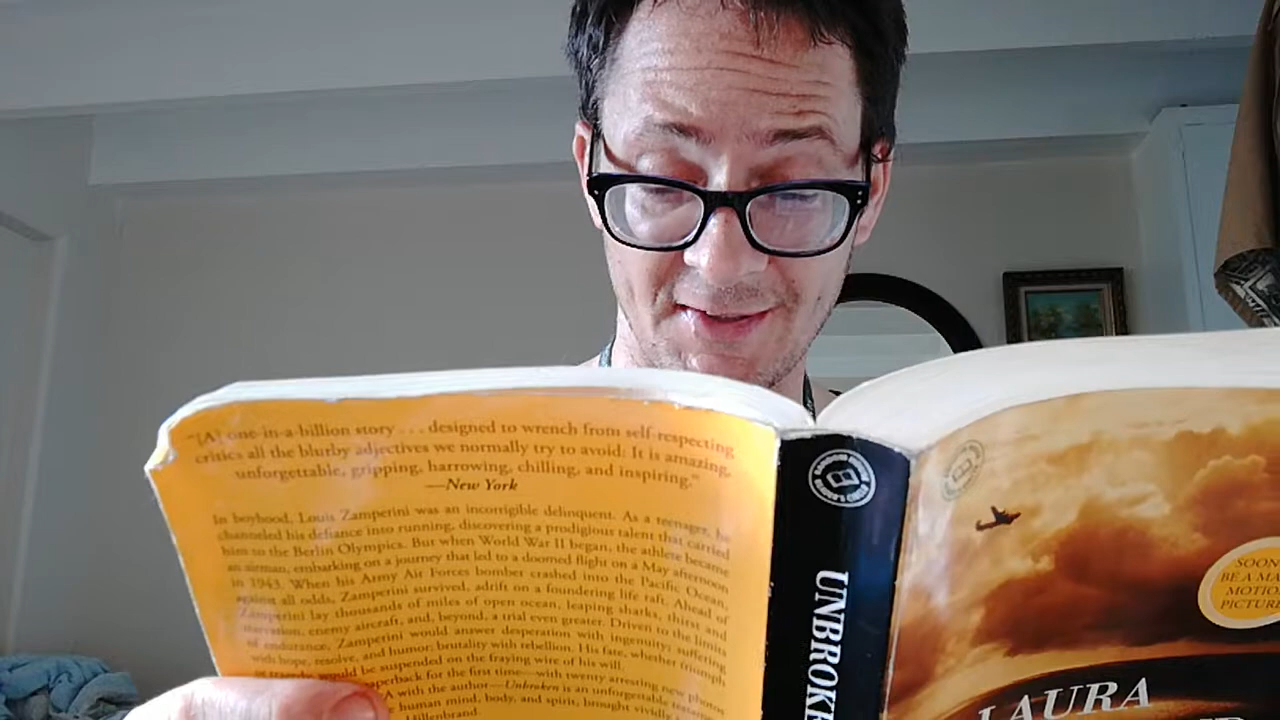 "[A] one-in-a-billion story . . . designed to wrench from self-respecting
critics all the blurby adjectives we normally try to avoid: It is amazing,
unforgettable, gripping, harrowing, chilling, and inspiring."
—New York
In boyhood, Louis Zamperini was an incorrigible delinquent. As a teenager, he
channeled his defiance into running, discovering a prodigious talent that carried
him to the Berlin Olympics. But when World War II began, the athlete became
an airman, embarking on a journey that led to a doomed flight on a May afternoon
in 1943. When his Army Air Forces bomber crashed into the Pacific Ocean,
against all odds, Zamperini survived, adrift on a foundering life raft. Ahead of
Zamperini lay thousands of miles of open ocean, leaping sharks, thirst and
starvation, enemy aircraft, and, beyond, a trial even greater. Driven to the limits
of endurance, Zamperini would answer desperation with ingenuity; suffering
with hope, resolve, and humor; brutality with rebellion. His fate, whether triumph
or tragedy, would be suspended on the fraying wire of his will.
paperback for the first time—with twenty arresting new photos
A with the author—Unbroken is an unforgettable testament
human mind, body, and spirit, brought vividly
Hillenbrand.
RANDOM HOUSE
READER'S CIRCLE
UNBROKE
SOON
BE A MA
MOTIO
PICTUR
LAURA